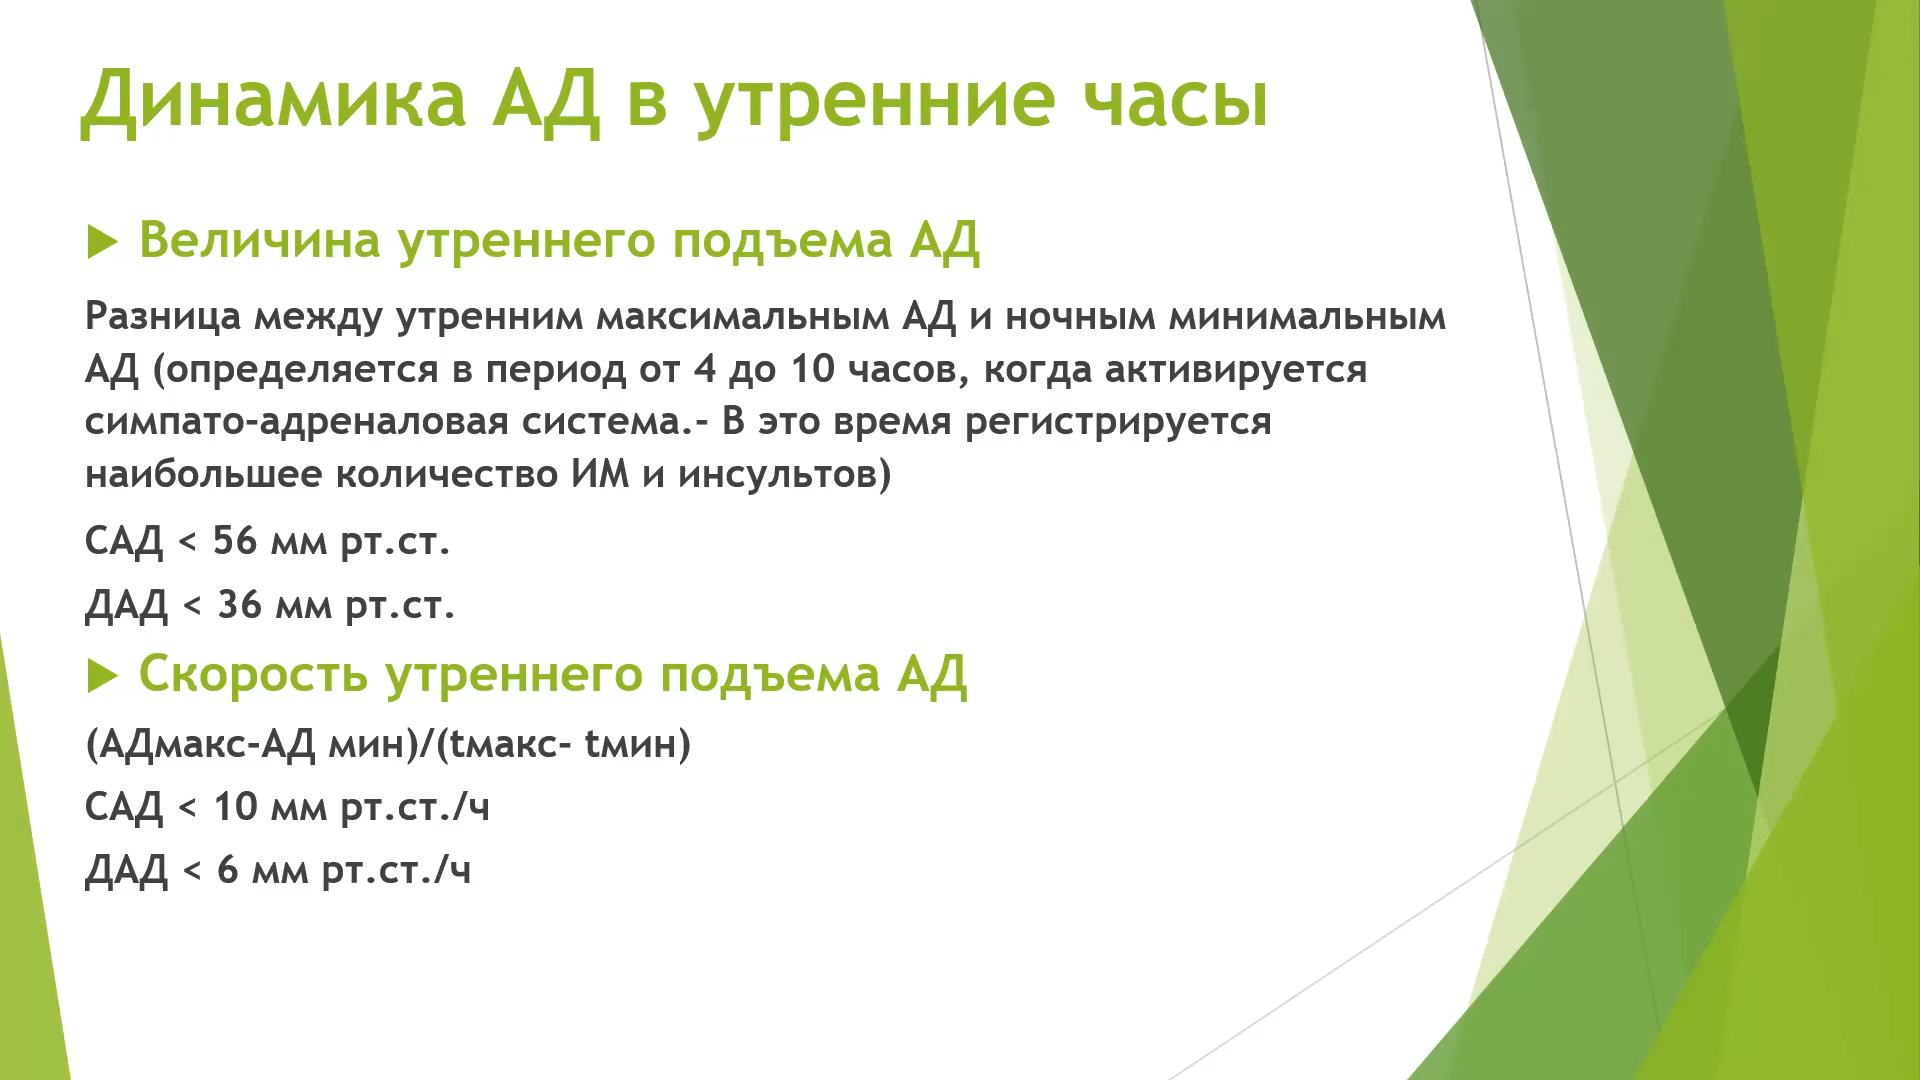 Динамика АД в утренние часы
Величина утреннего подъема АД
Разница между утренним максимальным АД и ночным минимальным
АД (определяется в период от 4 до 10 часов, когда активируется
симпато-адреналовая система.- В это время регистрируется
наибольшее количество ИМ и инсультов)
САД < 56 мм рт.ст.
ДАД < 36 мм рт.ст.
Скорость утреннего подъема АД
(АДмакс-АД мин)/(tмакс- tмин)
САД < 10 мм рт.ст./ч
ДАД < 6 мм рт.ст./ч